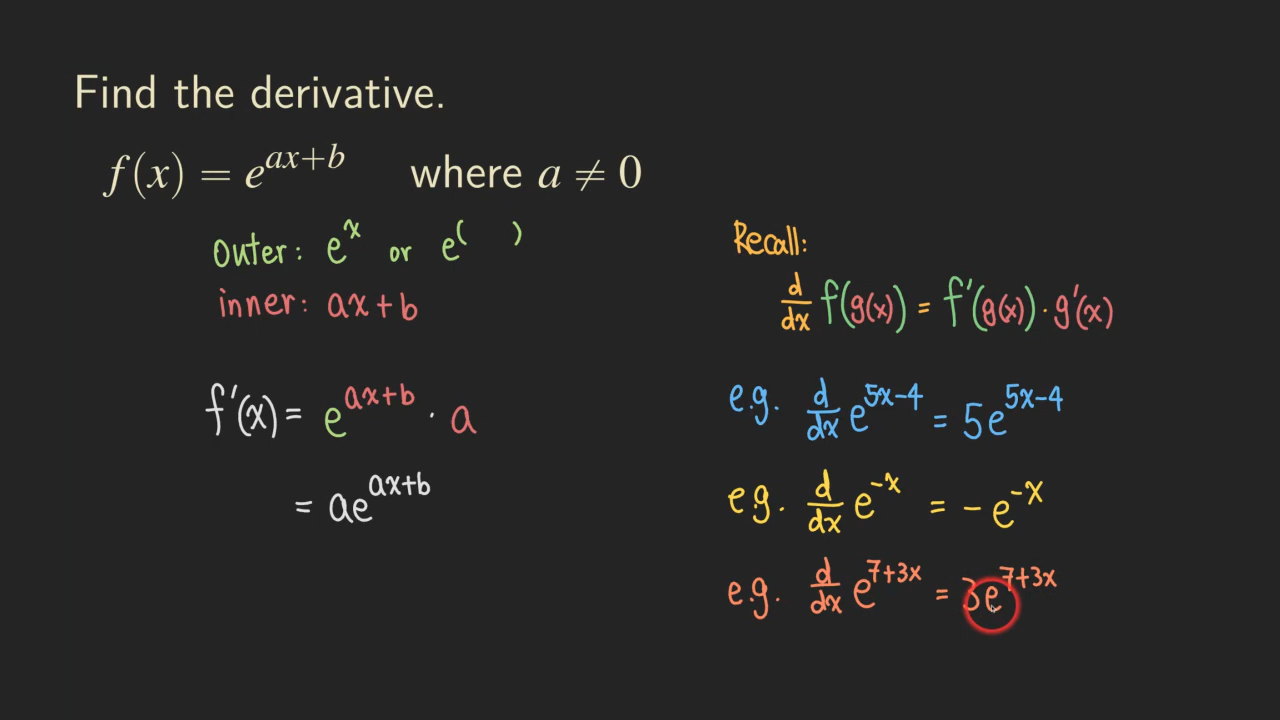 Find the derivative.
f(x) = e^{ax+b} where a ≠ 0
Outer: e^x or e^{( )}
inner: ax+b
f'(x) = e^{ax+b} · a
= ae^{ax+b}
Recall:
d/dx f(g(x)) = f'(g(x)) · g'(x)
e.g. d/dx e^{5x-4} = 5e^{5x-4}
e.g. d/dx e^{-x} = -e^{-x}
e.g. d/dx e^{7+3x} = 3e^{7+3x}